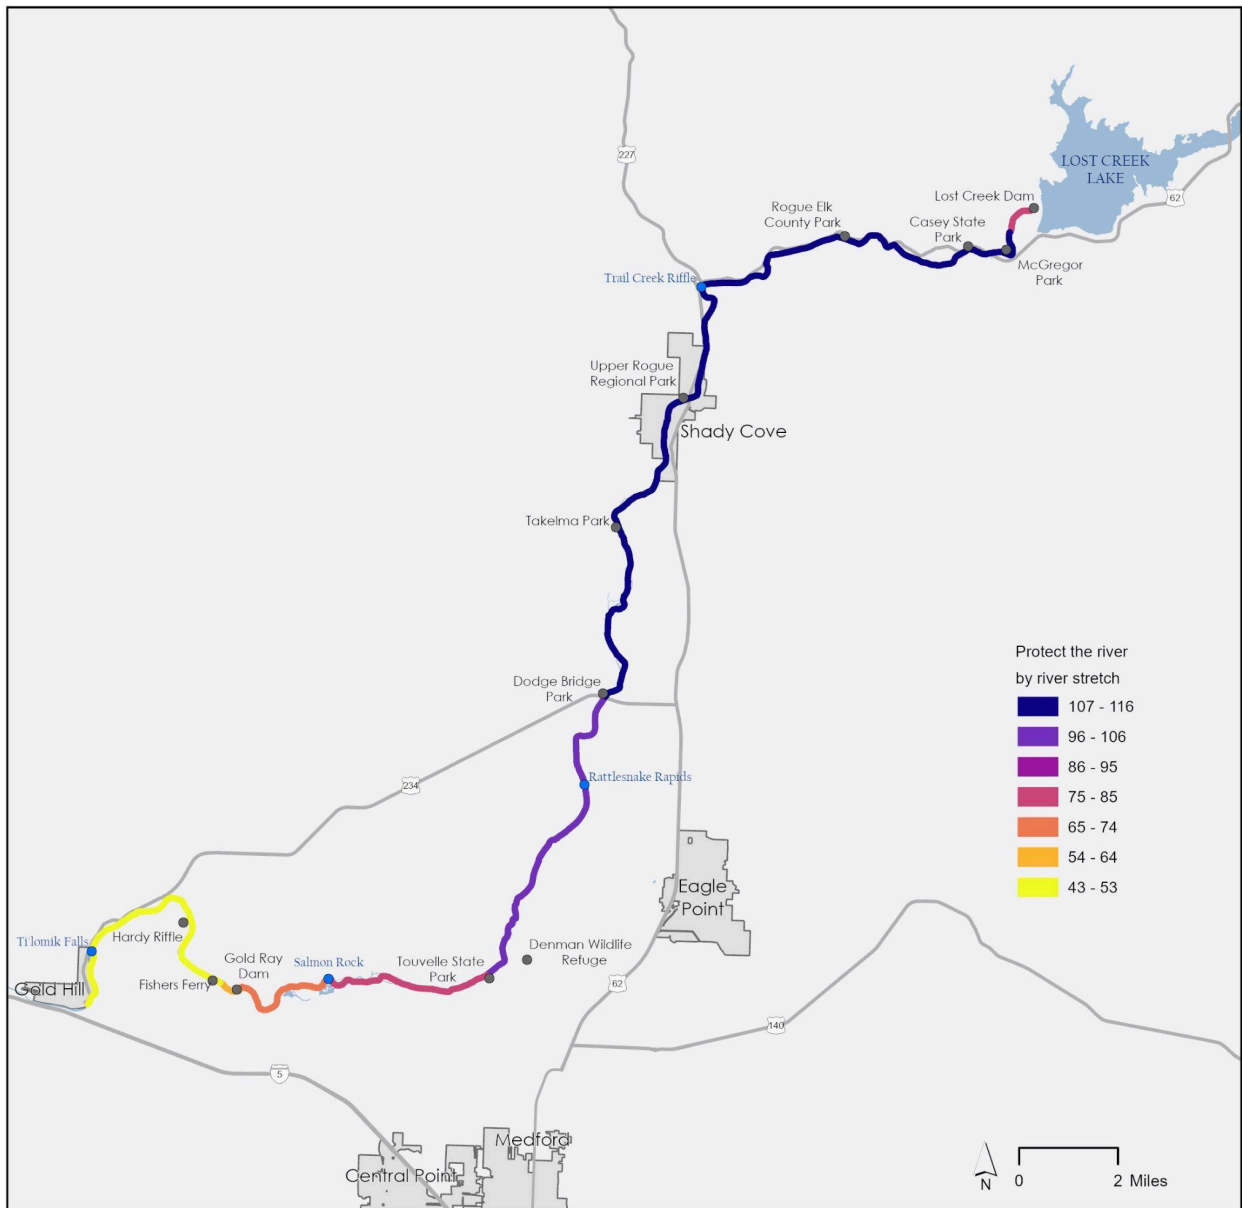 227
LOST CREEK
LAKE
62
Lost Creek Dam
Rogue Elk
County Park
Casey State
Park
McGregor
Park
Trail Creek Riffle
Upper Rogue
Regional Park
Shady Cove
Takelma Park
Dodge Bridge
Park
Protect the river
by river stretch
107 - 116
96 - 106
86 - 95
75 - 85
65 - 74
54 - 64
43 - 53
Rattlesnake Rapids
234
Eagle
Point
Ti'lomik Falls
Hardy Riffle
Gold Ray
Dam
Salmon Rock
Touvelle State
Park
Denman Wildlife
Refuge
Fishers Ferry
Gold Hill
62
140
5
Medford
Central Point
N
0
2 Miles